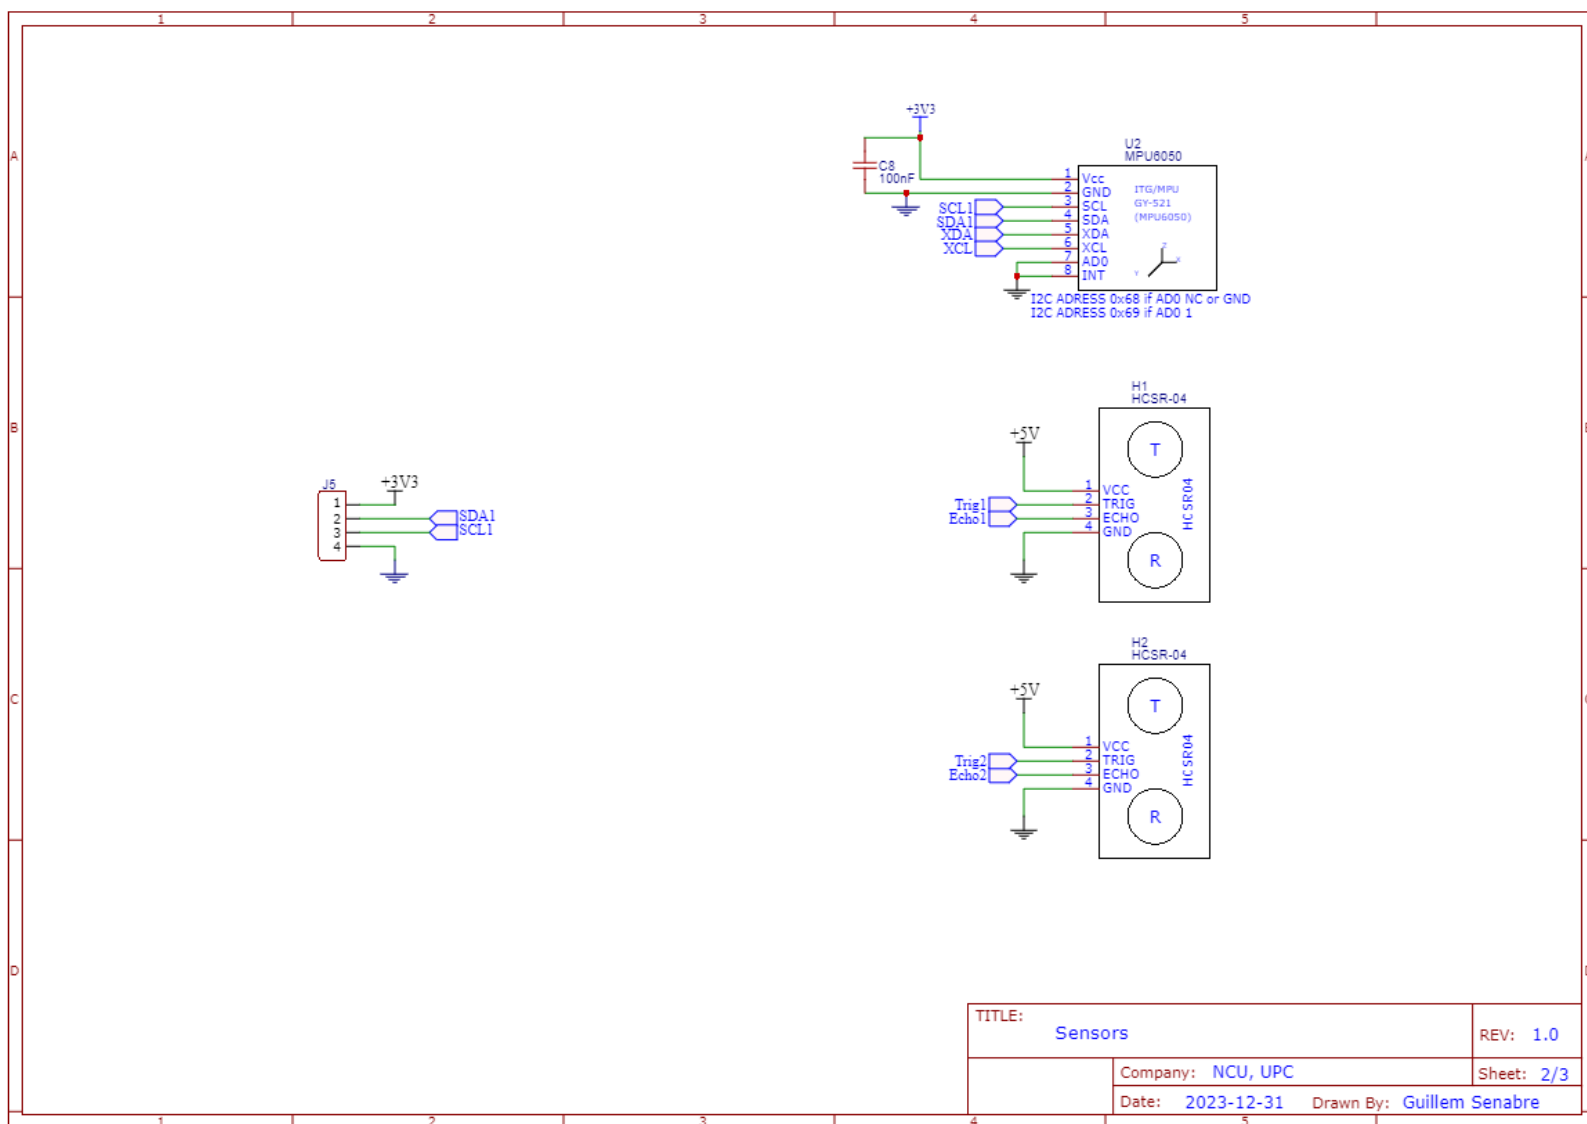 1 2 3 4 5
A
+3V3
C8
100nF
U2
MPU6050
1 Vcc
2 GND
SCL1 3 SCL
SDA1 4 SDA
XDA 5 XDA
XCL 6 XCL
7 AD0
8 INT
ITG/MPU
GY-521
(MPU6050)
Z
X
Y
I2C ADRESS 0x68 if AD0 NC or GND
I2C ADRESS 0x69 if AD0 1
B
H1
HCSR-04
+5V
T
1 VCC
Trig1 2 TRIG
Echo1 3 ECHO
4 GND
HCSR04
R
J5
+3V3
1
2 SDA1
3 SCL1
4
C
H2
HCSR-04
+5V
T
1 VCC
Trig2 2 TRIG
Echo2 3 ECHO
4 GND
HCSR04
R
D
TITLE:
Sensors
REV: 1.0
Company: NCU, UPC
Sheet: 2/3
Date: 2023-12-31 Drawn By: Guillem Senabre
1 2 3 4 5